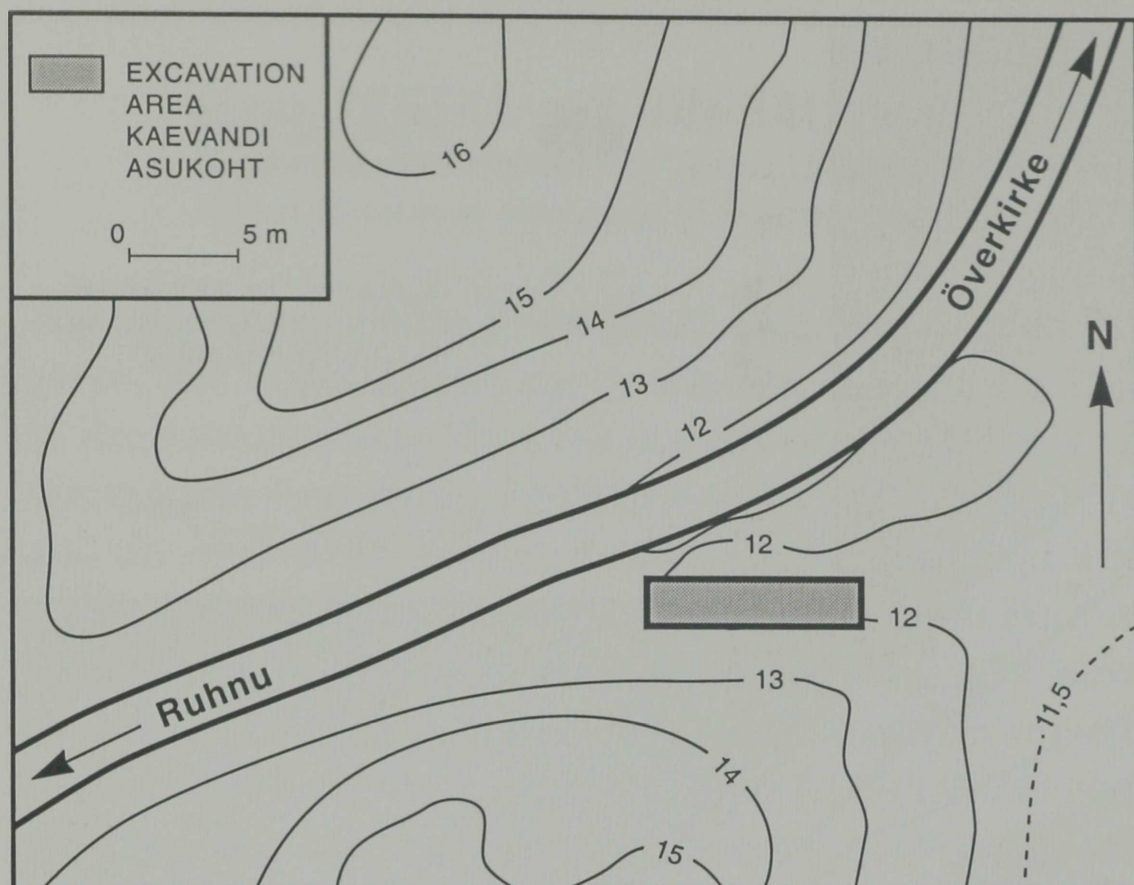 EXCAVATION
AREA
KAEVANDI
ASUKOHT
0 5 m
16
15
14
13
12
Överkirke
N
12
12
Ruhnu
13
11,5
14
15